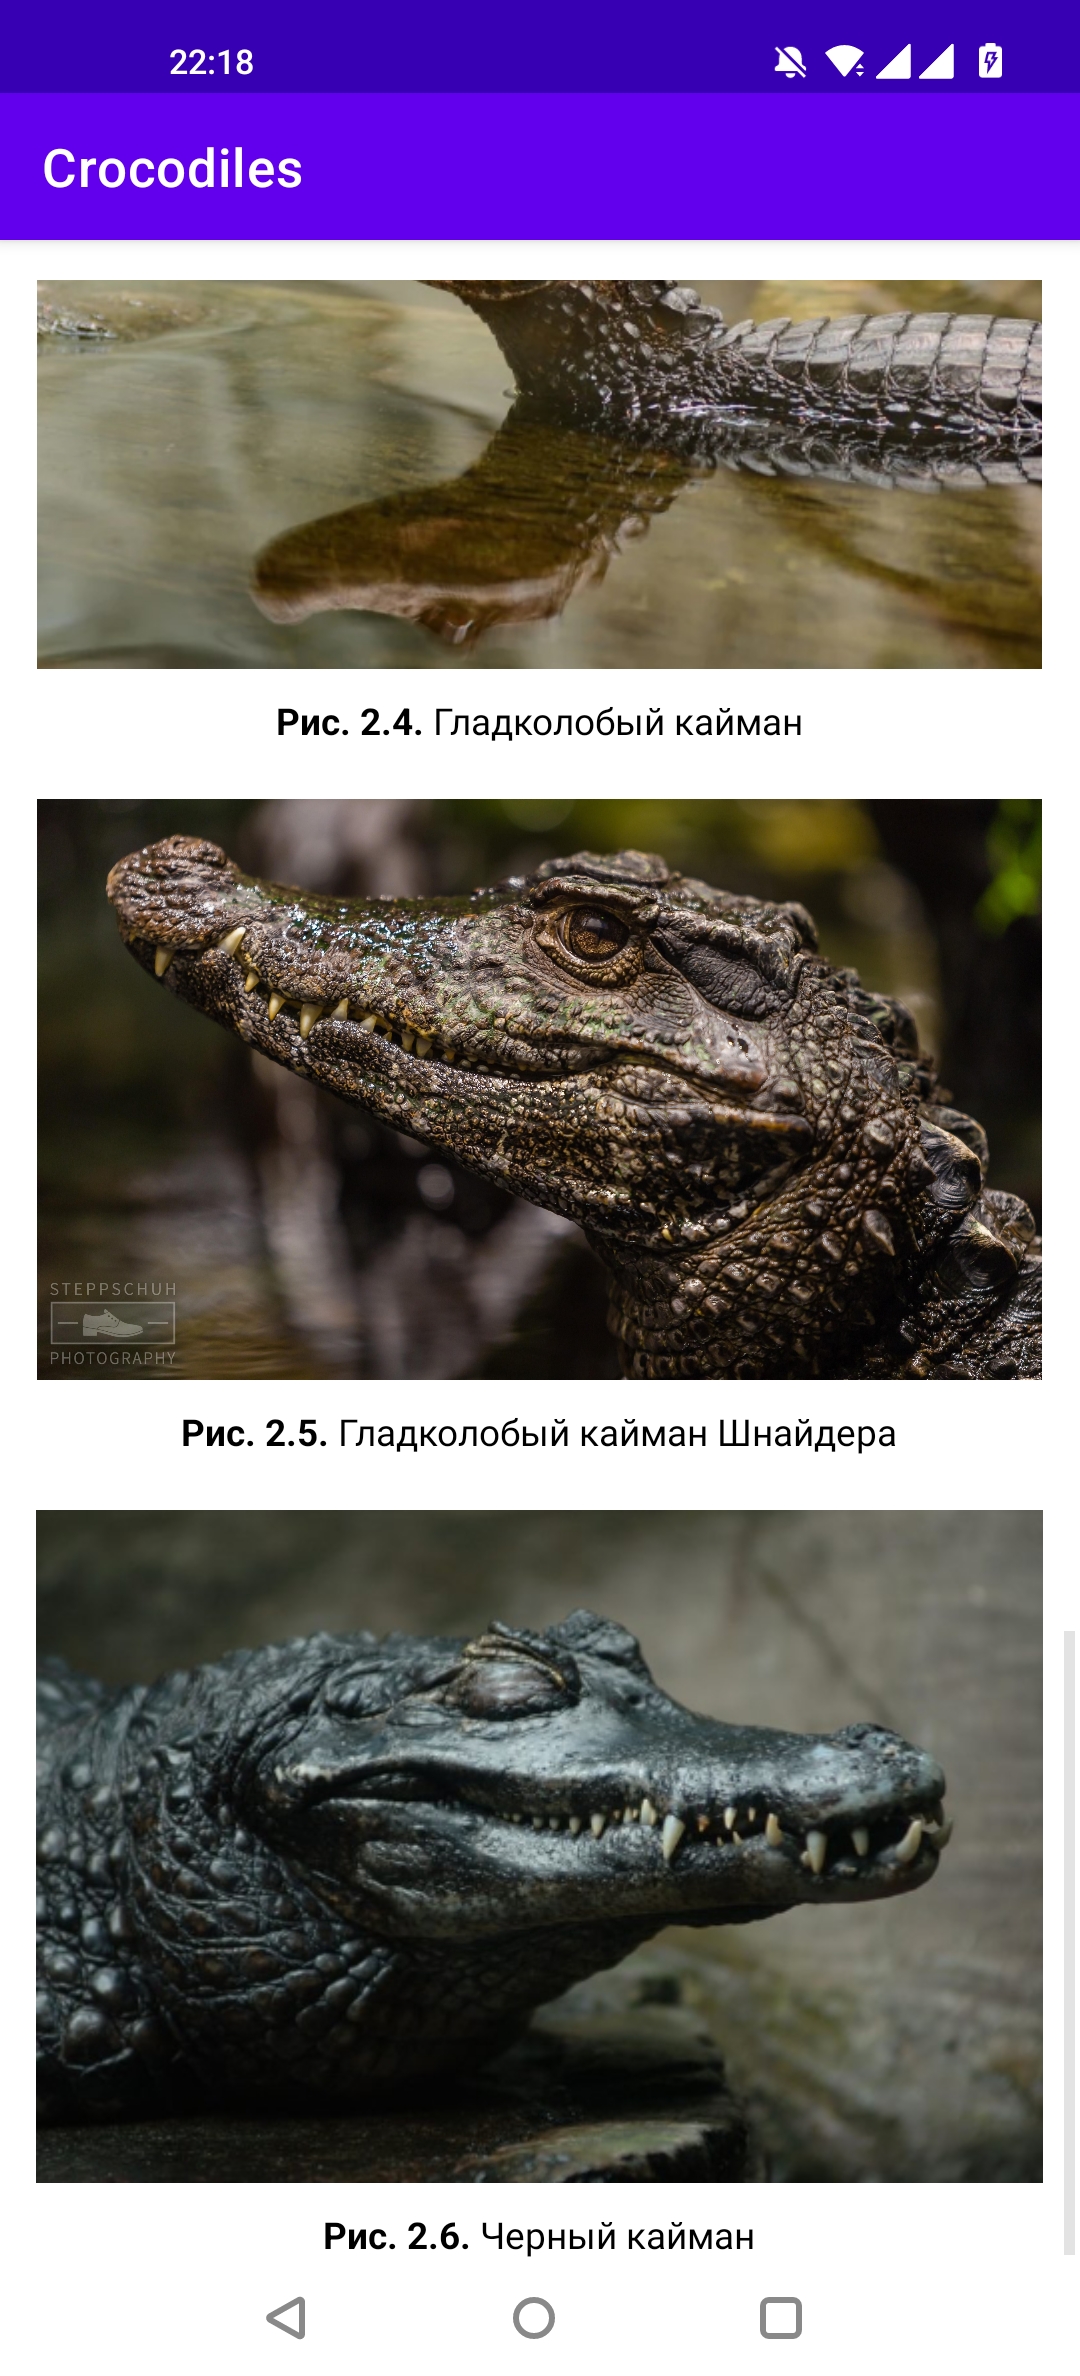 22:18
Crocodiles
Рис. 2.4. Гладколобый кайман
STEPPSCHUH
PHOTOGRAPHY
Рис. 2.5. Гладколобый кайман Шнайдера
Рис. 2.6. Черный кайман